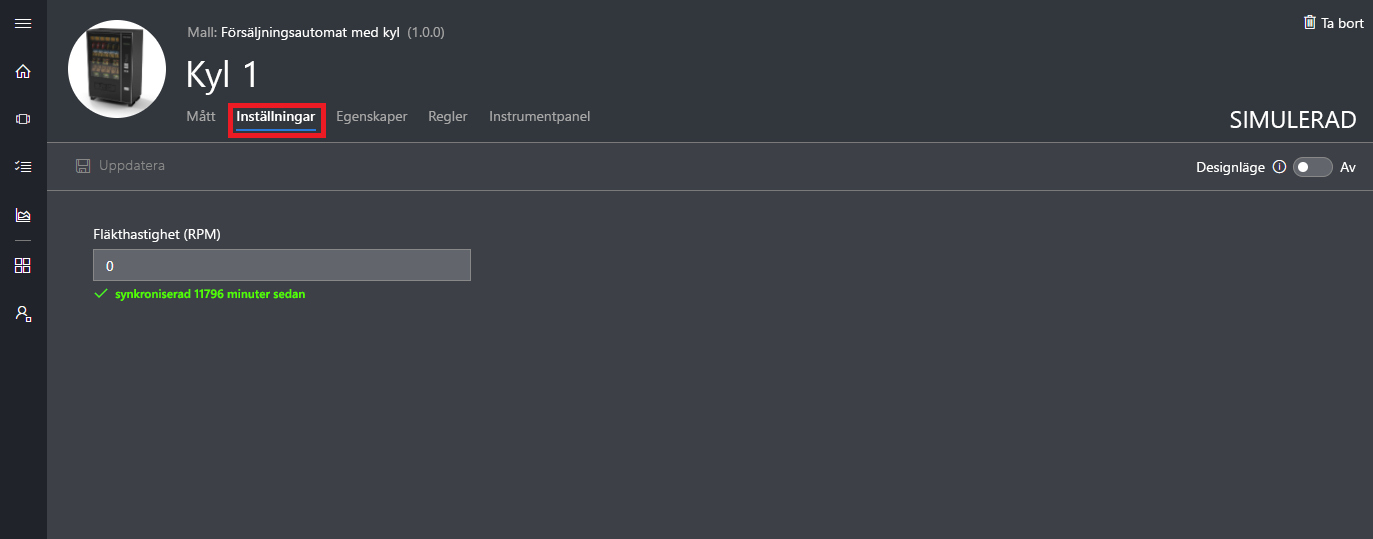 Mall: Försäljningsautomat med kyl (1.0.0)
Ta bort
Kyl 1
Mått Inställningar Egenskaper Regler Instrumentpanel
SIMULERAD
Uppdatera
Designläge Av
Fläkthastighet (RPM)
0
synkroniserad 11796 minuter sedan